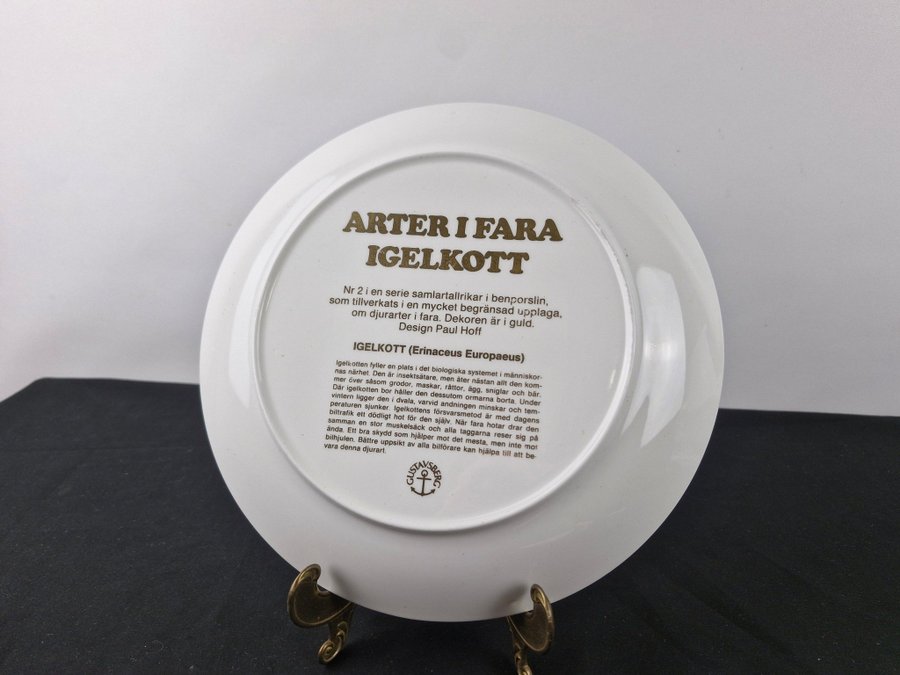 ARTER I FARA
IGELKOTT
Nr 2 i en serie samlartallrikar i benporslin,
som tillverkats i en mycket begränsad upplaga,
om djurarter i fara. Dekoren är i guld.
Design Paul Hoff
IGELKOTT (Erinaceus Europaeus)
Igelkotten fyller en plats i det biologiska systemet i människor-
nas närhet. Den är insektsätare, men äter nästan allt den kom-
mer över såsom grodor, maskar, råttor, ägg, sniglar och bär.
Där igelkotten bor håller den dessutom ormarna borta. Under
vintern ligger den i dvala, varvid andningen minskar och tem-
peraturen sjunker. Igelkottens försvarsmetod är med dagens
biltrafik ett dödligt hot för den själv. När fara hotar drar den
samman en stor muskelsäck och alla taggarna reser sig på
ända. Ett bra skydd som hjälper mot det mesta, men inte mot
bilhjulen. Bättre uppsikt av alla bilförare kan hjälpa till att be-
vara denna djurart.
GUSTAVSBERG